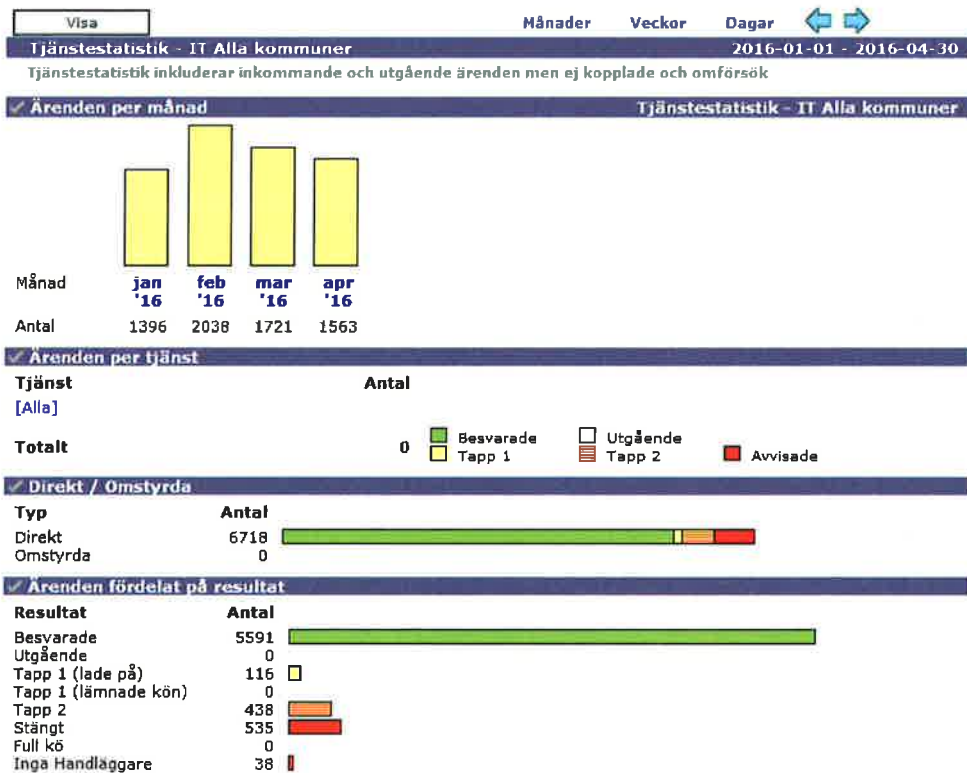 Visa Månader Veckor Dagar
Tjänstestatistik - IT Alla kommuner 2016-01-01 - 2016-04-30
Tjänstestatistik inkluderar inkommande och utgående ärenden men ej kopplade och omförsök
Ärenden per månad Tjänstestatistik - IT Alla kommuner
Månad jan feb mar apr
'16 '16 '16 '16
Antal 1396 2038 1721 1563
Ärenden per tjänst
Tjänst Antal
[Alla]
Totalt 0 Besvarade Utgående
Tapp 1 Tapp 2 Avvisade
Direkt / Omstyrda
Typ Antal
Direkt 6718
Omstyrda 0
Ärenden fördelat på resultat
Resultat Antal
Besvarade 5591
Utgående 0
Tapp 1 (lade på) 116
Tapp 1 (lämnade kön) 0
Tapp 2 438
Stängt 535
Full kö 0
Inga Handläggare 38